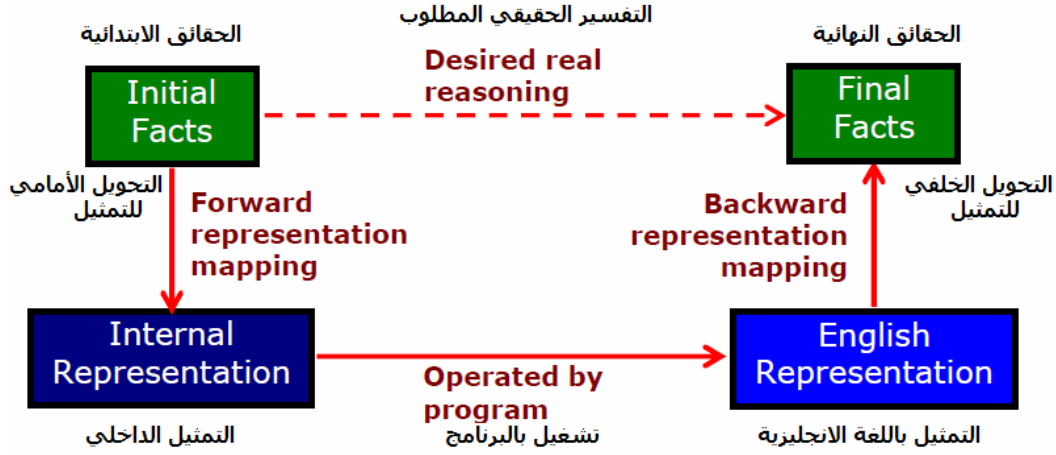 التفسير الحقيقي المطلوب
الحقائق الابتدائية
الحقائق النهائية
Desired real
reasoning
Initial
Facts
Final
Facts
التحويل الأمامي
للتمثيل
Forward
representation
mapping
Backward
representation
mapping
التحويل الخلفي
للتمثيل
Internal
Representation
Operated by
program
English
Representation
التمثيل الداخلي
تشغيل بالبرنامج
التمثيل باللغة الانجليزية